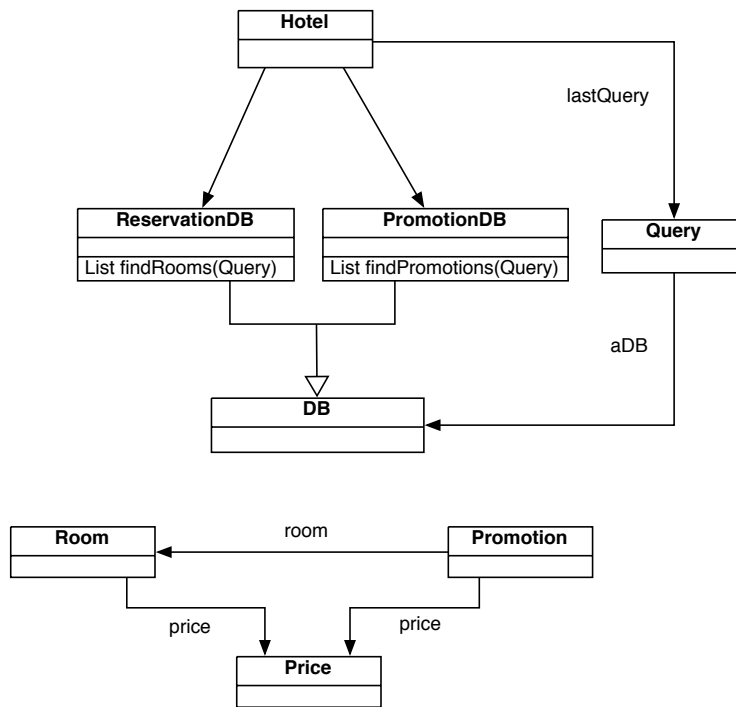 Hotel
lastQuery
ReservationDB
PromotionDB
Query
List findRooms(Query)
List findPromotions(Query)
aDB
DB
Room
room
Promotion
price
price
Price